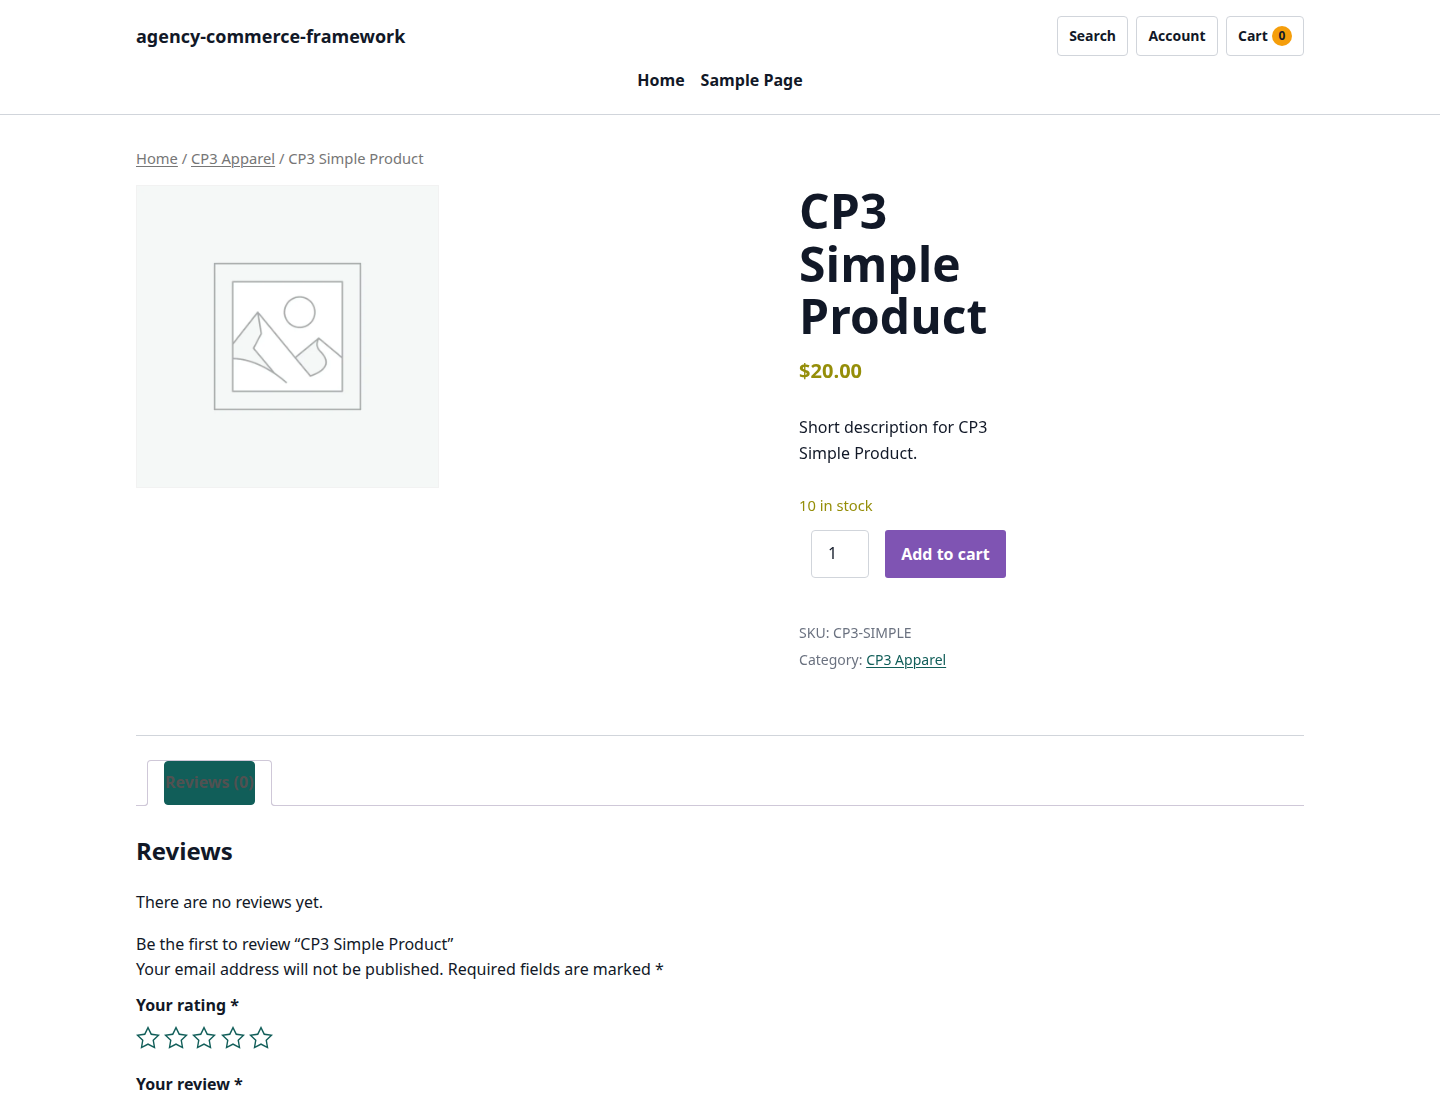 agency-commerce-framework
Search
Account
Cart 0
Home Sample Page
Home / CP3 Apparel / CP3 Simple Product
CP3
Simple
Product
$20.00
Short description for CP3
Simple Product.
10 in stock
1
Add to cart
SKU: CP3-SIMPLE
Category: CP3 Apparel
Reviews (0)
Reviews
There are no reviews yet.
Be the first to review “CP3 Simple Product”
Your email address will not be published. Required fields are marked *
Your rating *
Your review *